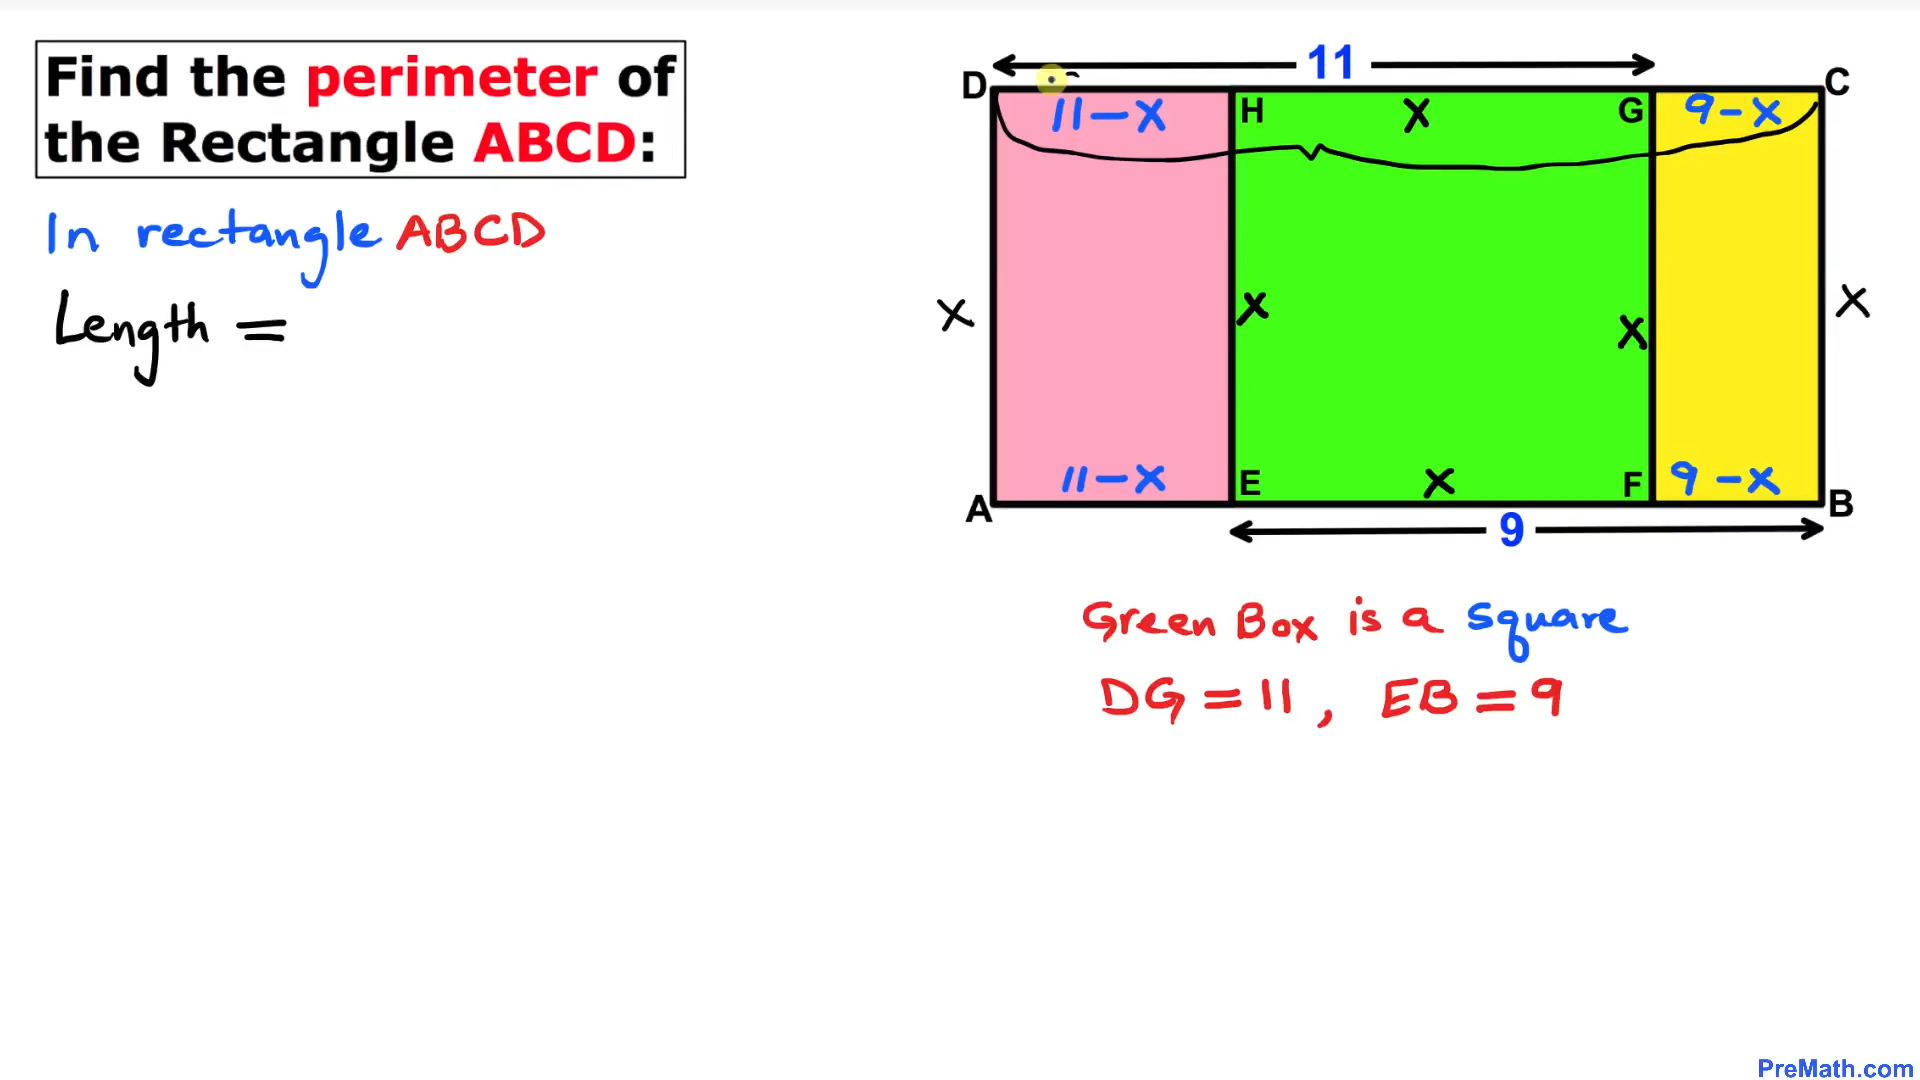 Find the perimeter of
the Rectangle ABCD:
In rectangle ABCD
Length =
11
D
C
11-x
H
x
G
9-x
x
x
x
x
11-x
E
x
F
9-x
A
B
9
Green Box is a square
DG = 11, EB = 9
PreMath.com